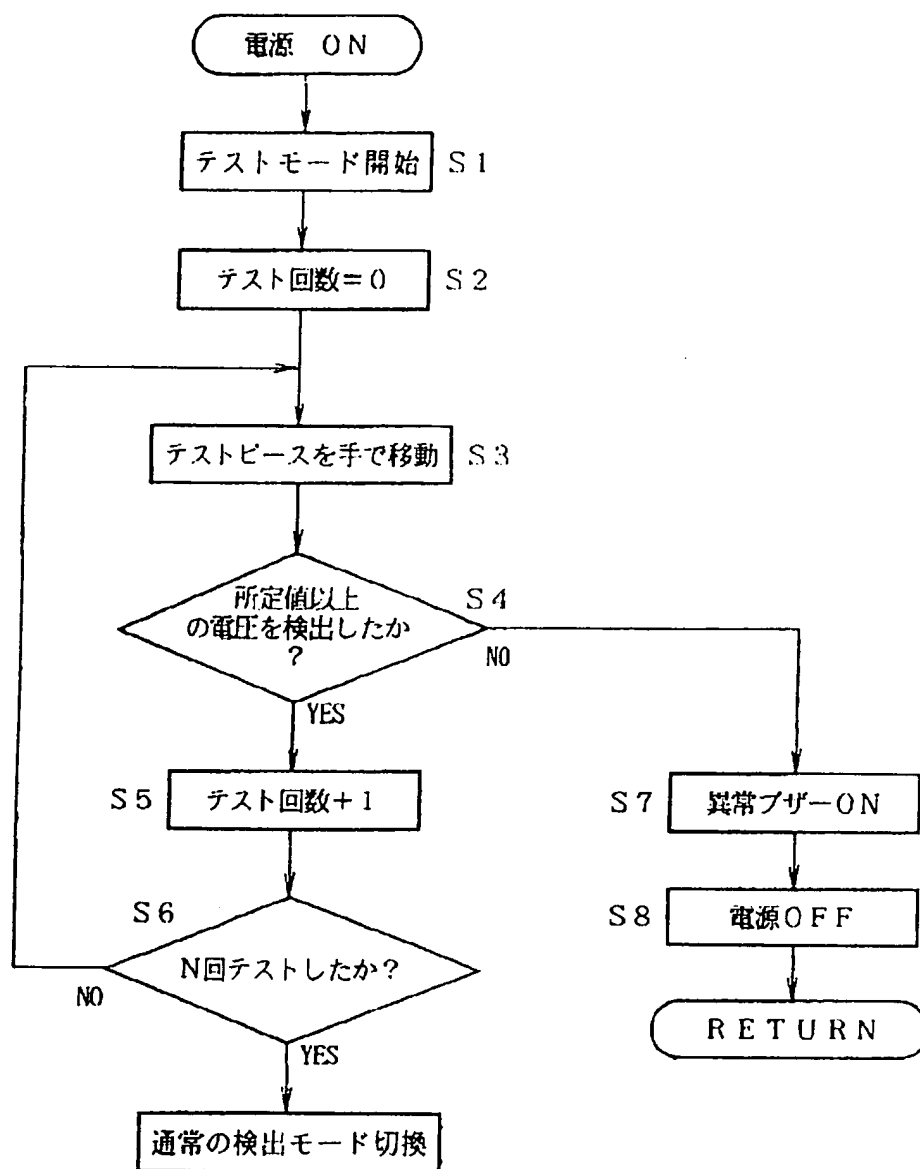 電源 ON
テストモード開始 S1
テスト回数=0 S2
テストピースを手で移動 S3
所定値以上
の電圧を検出したか
?
S4
NO
YES
S5 テスト回数+1
S6
N回テストしたか?
NO
YES
通常の検出モード切換
S7 異常ブザーON
S8 電源OFF
RETURN